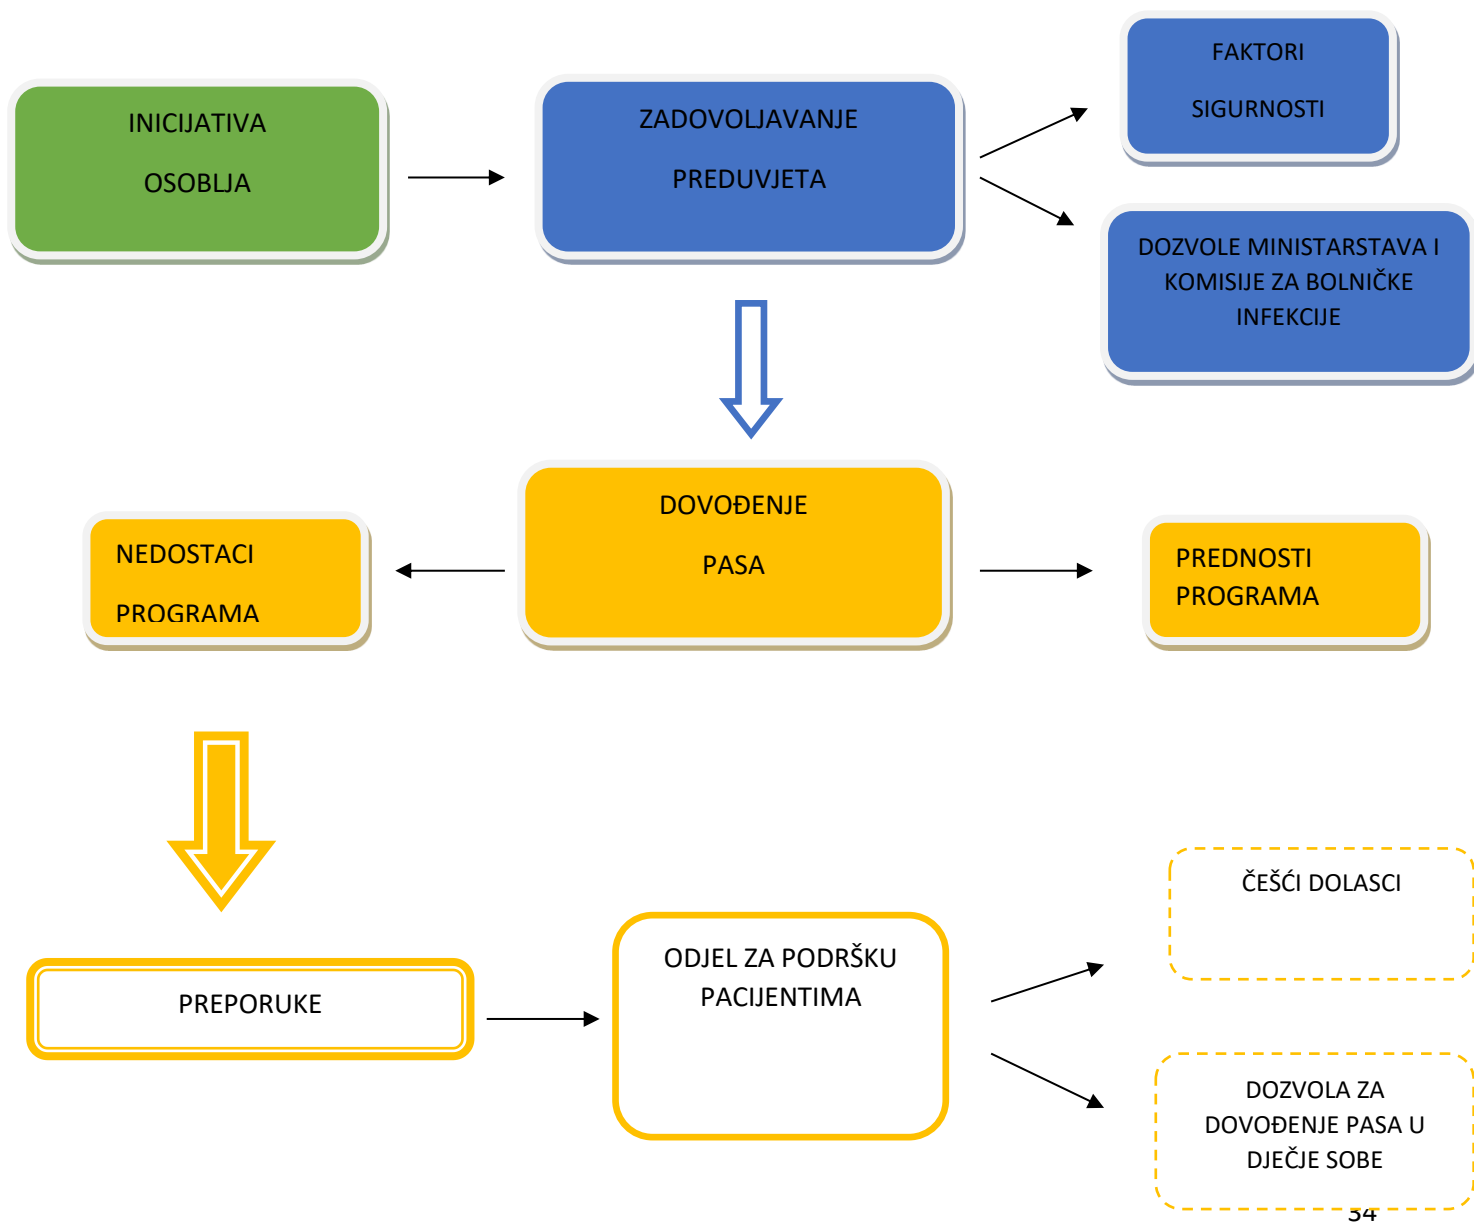 INICIJATIVA
OSOBLJA
ZADOVOLJAVANJE
PREDUVJETA
FAKTORI
SIGURNOSTI
DOZVOLE MINISTARSTAVA I
KOMISIJE ZA BOLNIČKE
INFEKCIJE
NEDOSTACI
PROGRAMA
DOVOĐENJE
PASA
PREDNOSTI
PROGRAMA
PREPORUKE
ODJEL ZA PODRŠKU
PACIJENTIMA
ČEŠĆI DOLASCI
DOZVOLA ZA
DOVOĐENJE PASA U
DJEČJE SOBE
34